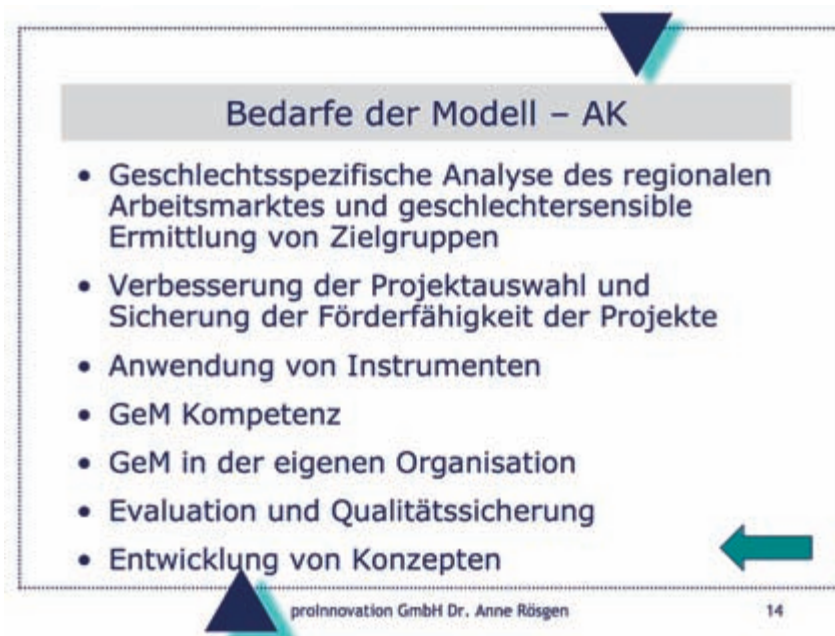 Bedarfe der Modell – AK
• Geschlechtsspezifische Analyse des regionalen
Arbeitsmarktes und geschlechtersensible
Ermittlung von Zielgruppen
• Verbesserung der Projektauswahl und
Sicherung der Förderfähigkeit der Projekte
• Anwendung von Instrumenten
• GeM Kompetenz
• GeM in der eigenen Organisation
• Evaluation und Qualitätssicherung
• Entwicklung von Konzepten
proInnovation GmbH Dr. Anne Rösgen 14